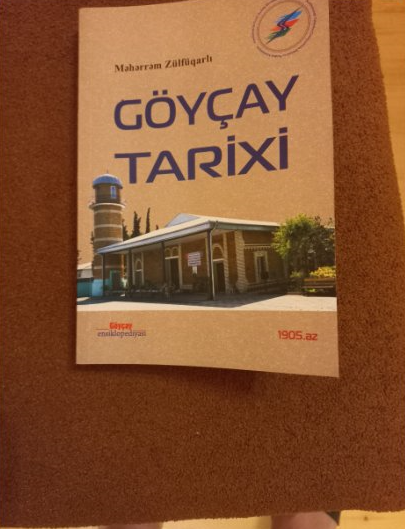 Məhərrəm Zülfüqarlı
GÖYÇAY
TARİXİ
Göyçay
ensiklopediyası
1905.az